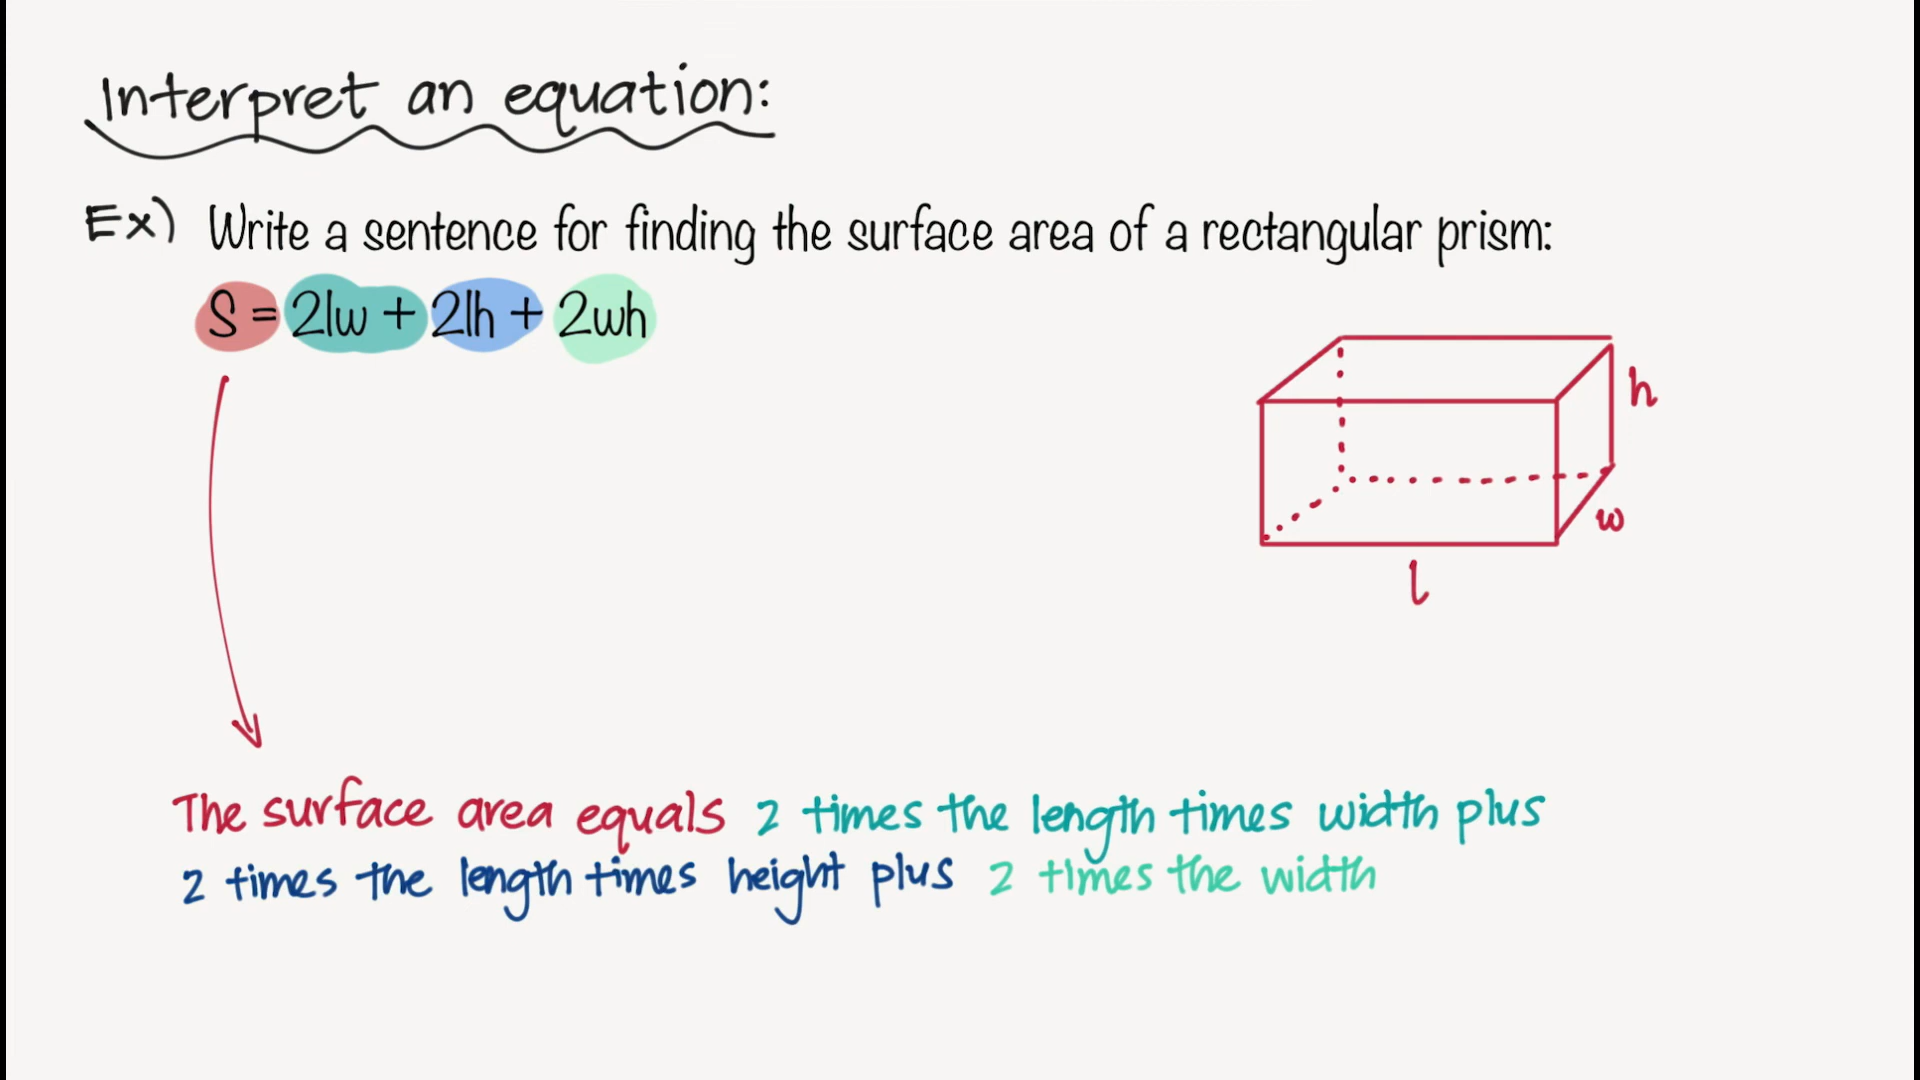 Interpret an equation:
Ex) Write a sentence for finding the surface area of a rectangular prism:
S = 2lw + 2lh + 2wh
h
w
l
The surface area equals 2 times the length times width plus
2 times the length times height plus 2 times the width